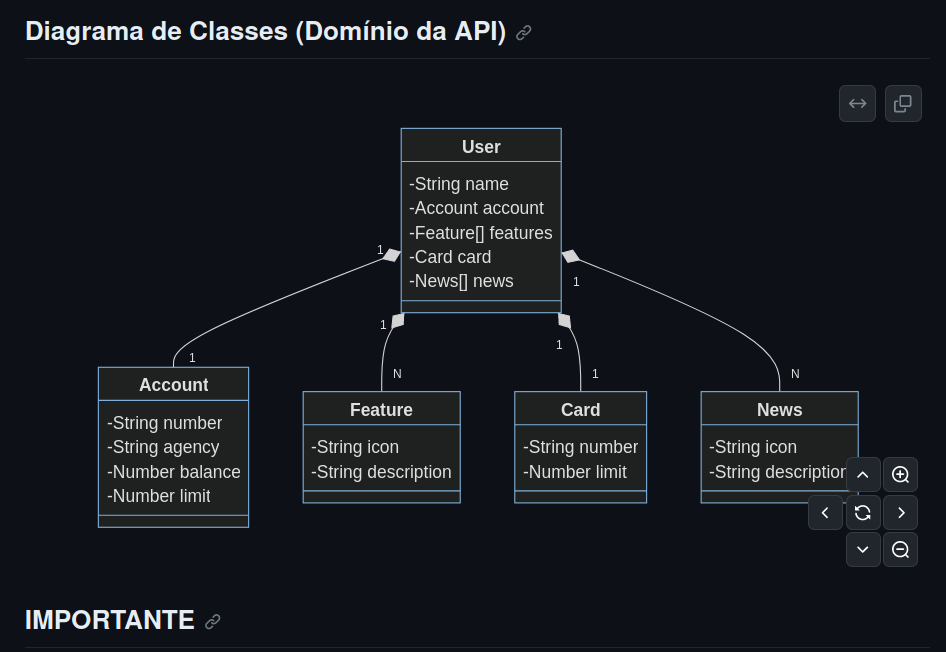 Diagrama de Classes (Domínio da API)
User
-String name
-Account account
-Feature[] features
-Card card
-News[] news
1
1
1
1
1
N
1
N
Account
-String number
-String agency
-Number balance
-Number limit
Feature
-String icon
-String description
Card
-String number
-Number limit
News
-String icon
-String description
IMPORTANTE